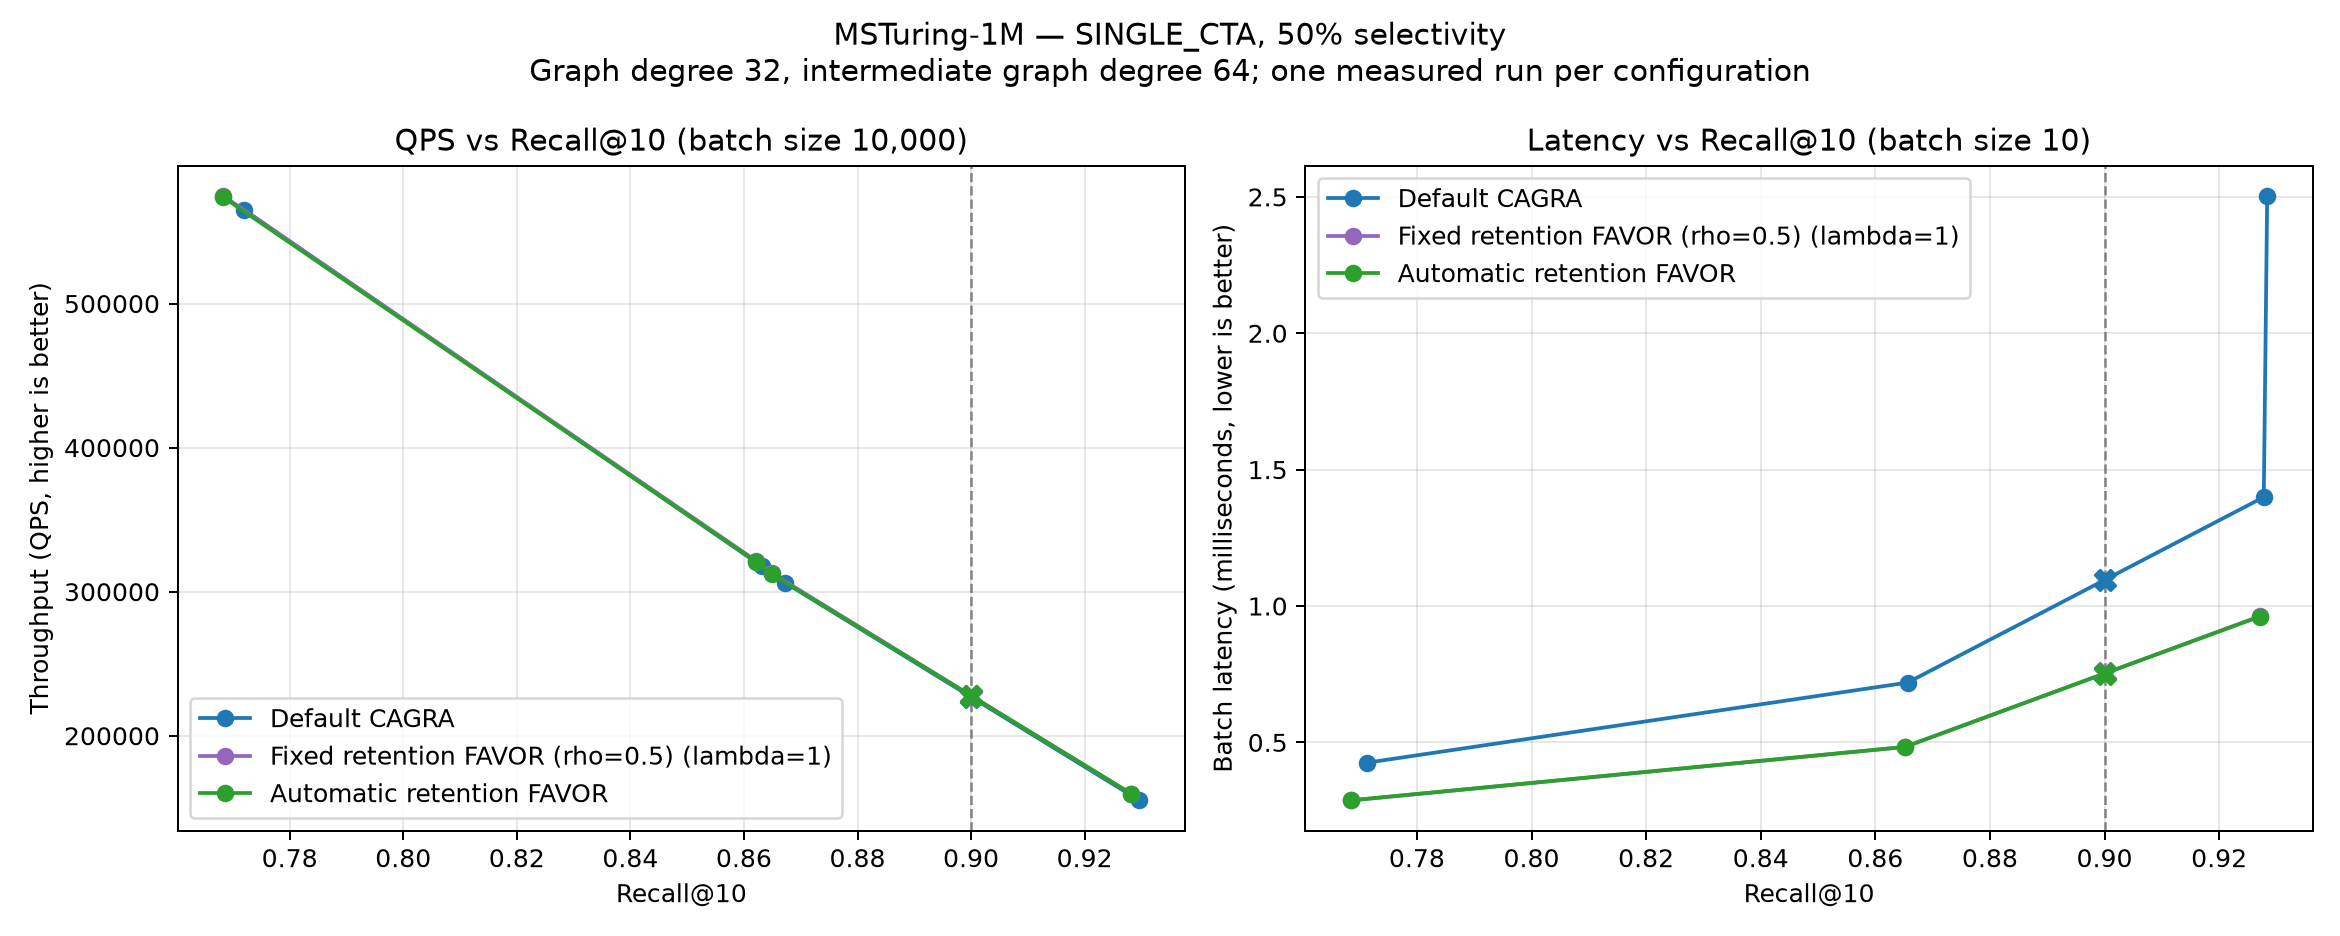 MSTuring-1M — SINGLE_CTA, 50% selectivity
Graph degree 32, intermediate graph degree 64; one measured run per configuration
QPS vs Recall@10 (batch size 10,000)
Throughput (QPS, higher is better)
500000
400000
300000
200000
Default CAGRA
Fixed retention FAVOR (rho=0.5) (lambda=1)
Automatic retention FAVOR
0.78 0.80 0.82 0.84 0.86 0.88 0.90 0.92
Recall@10
Latency vs Recall@10 (batch size 10)
Batch latency (milliseconds, lower is better)
2.5
2.0
1.5
1.0
0.5
Default CAGRA
Fixed retention FAVOR (rho=0.5) (lambda=1)
Automatic retention FAVOR
0.78 0.80 0.82 0.84 0.86 0.88 0.90 0.92
Recall@10